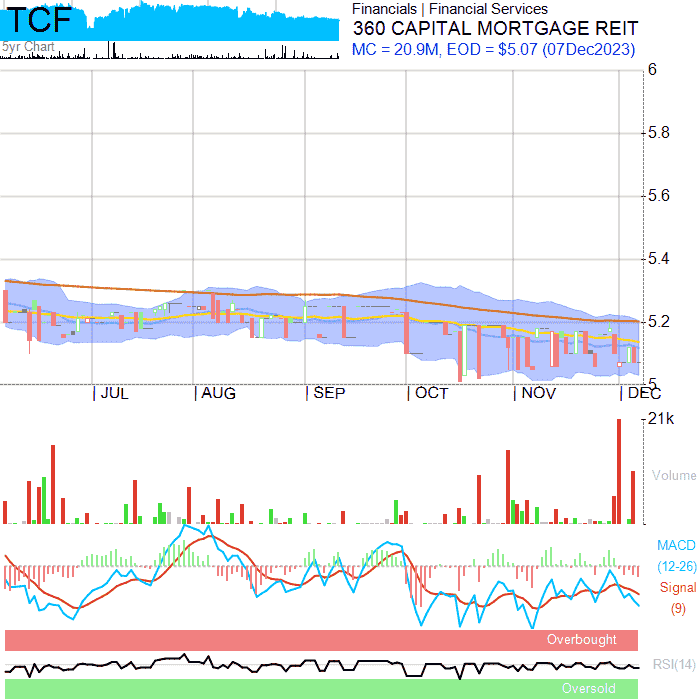 TCF
5yr Chart
Financials | Financial Services
360 CAPITAL MORTGAGE REIT
MC = 20.9M, EOD = $5.07 (07Dec2023)
6
5.8
5.6
5.4
5.2
5
| JUL | AUG | SEP | OCT | NOV | DEC
21k
Volume
MACD
(12-26)
Signal
(9)
Overbought
RSI(14)
Oversold